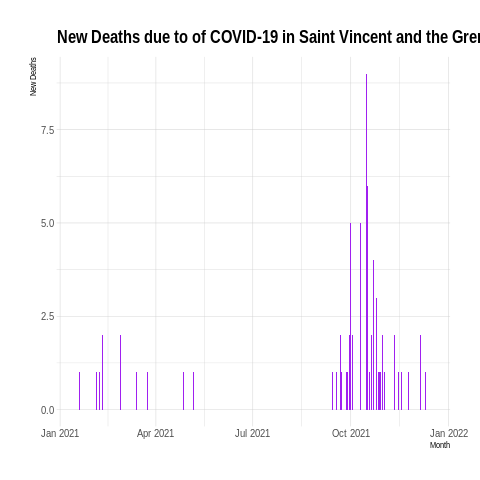 New Deaths due to of COVID-19 in Saint Vincent and the Gre
New Deaths
7.5
5.0
2.5
0.0
Jan 2021 Apr 2021 Jul 2021 Oct 2021 Jan 2022
Month